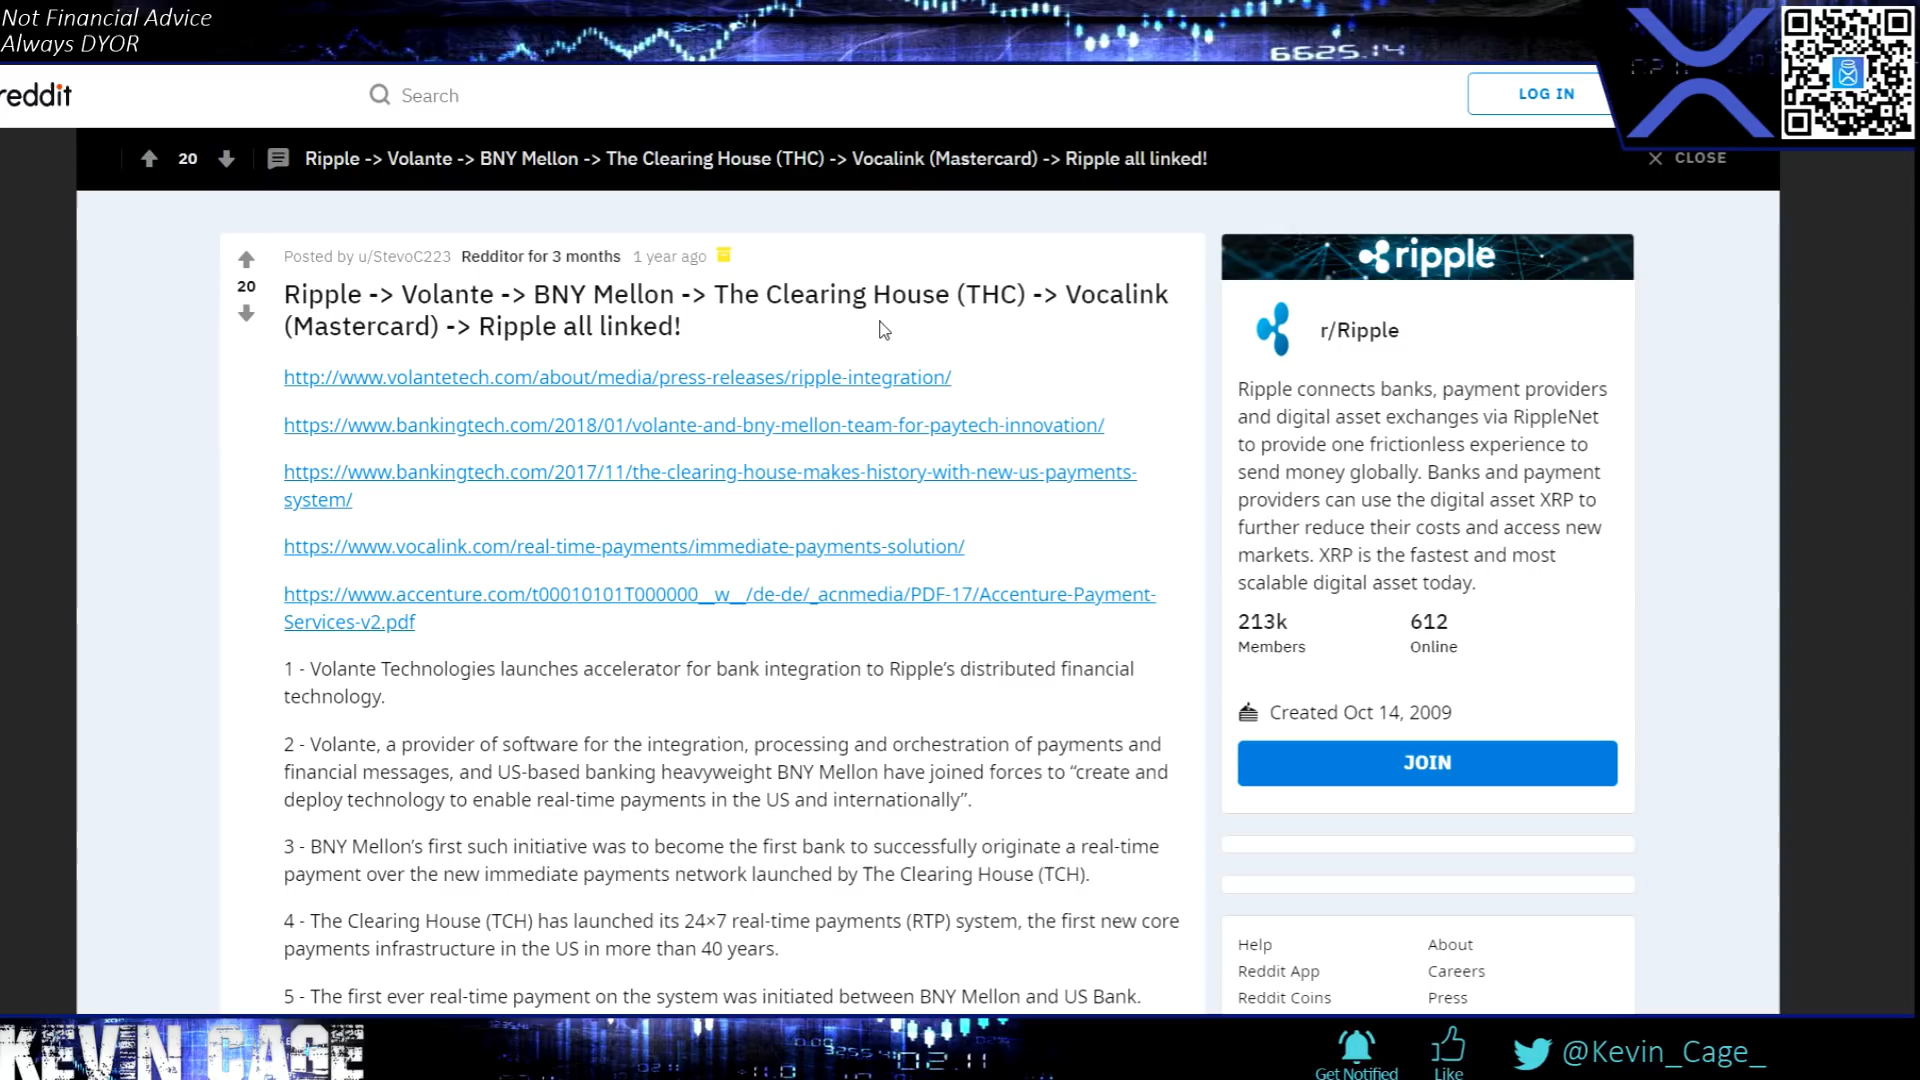 Not Financial Advice
Always DYOR
6625.14
reddit
Search
LOG IN
20
Ripple -> Volante -> BNY Mellon -> The Clearing House (THC) -> Vocalink (Mastercard) -> Ripple all linked!
CLOSE
Posted by u/StevoC223 Redditor for 3 months 1 year ago
20
Ripple -> Volante -> BNY Mellon -> The Clearing House (THC) -> Vocalink
(Mastercard) -> Ripple all linked!
http://www.volantetech.com/about/media/press-releases/ripple-integration/
https://www.bankingtech.com/2018/01/volante-and-bny-mellon-team-for-paytech-innovation/
https://www.bankingtech.com/2017/11/the-clearing-house-makes-history-with-new-us-payments-
system/
https://www.vocalink.com/real-time-payments/immediate-payments-solution/
https://www.accenture.com/t00010101T000000__w__/de-de/_acnmedia/PDF-17/Accenture-Payment-
Services-v2.pdf
1 - Volante Technologies launches accelerator for bank integration to Ripple’s distributed financial
technology.
2 - Volante, a provider of software for the integration, processing and orchestration of payments and
financial messages, and US-based banking heavyweight BNY Mellon have joined forces to “create and
deploy technology to enable real-time payments in the US and internationally”.
3 - BNY Mellon’s first such initiative was to become the first bank to successfully originate a real-time
payment over the new immediate payments network launched by The Clearing House (TCH).
4 - The Clearing House (TCH) has launched its 24×7 real-time payments (RTP) system, the first new core
payments infrastructure in the US in more than 40 years.
5 - The first ever real-time payment on the system was initiated between BNY Mellon and US Bank.
ripple
r/Ripple
Ripple connects banks, payment providers
and digital asset exchanges via RippleNet
to provide one frictionless experience to
send money globally. Banks and payment
providers can use the digital asset XRP to
further reduce their costs and access new
markets. XRP is the fastest and most
scalable digital asset today.
213k
Members
612
Online
Created Oct 14, 2009
JOIN
Help
About
Reddit App
Careers
Reddit Coins
Press
KEVIN CAGE
02.11
Get Notified
Like
@Kevin_Cage_